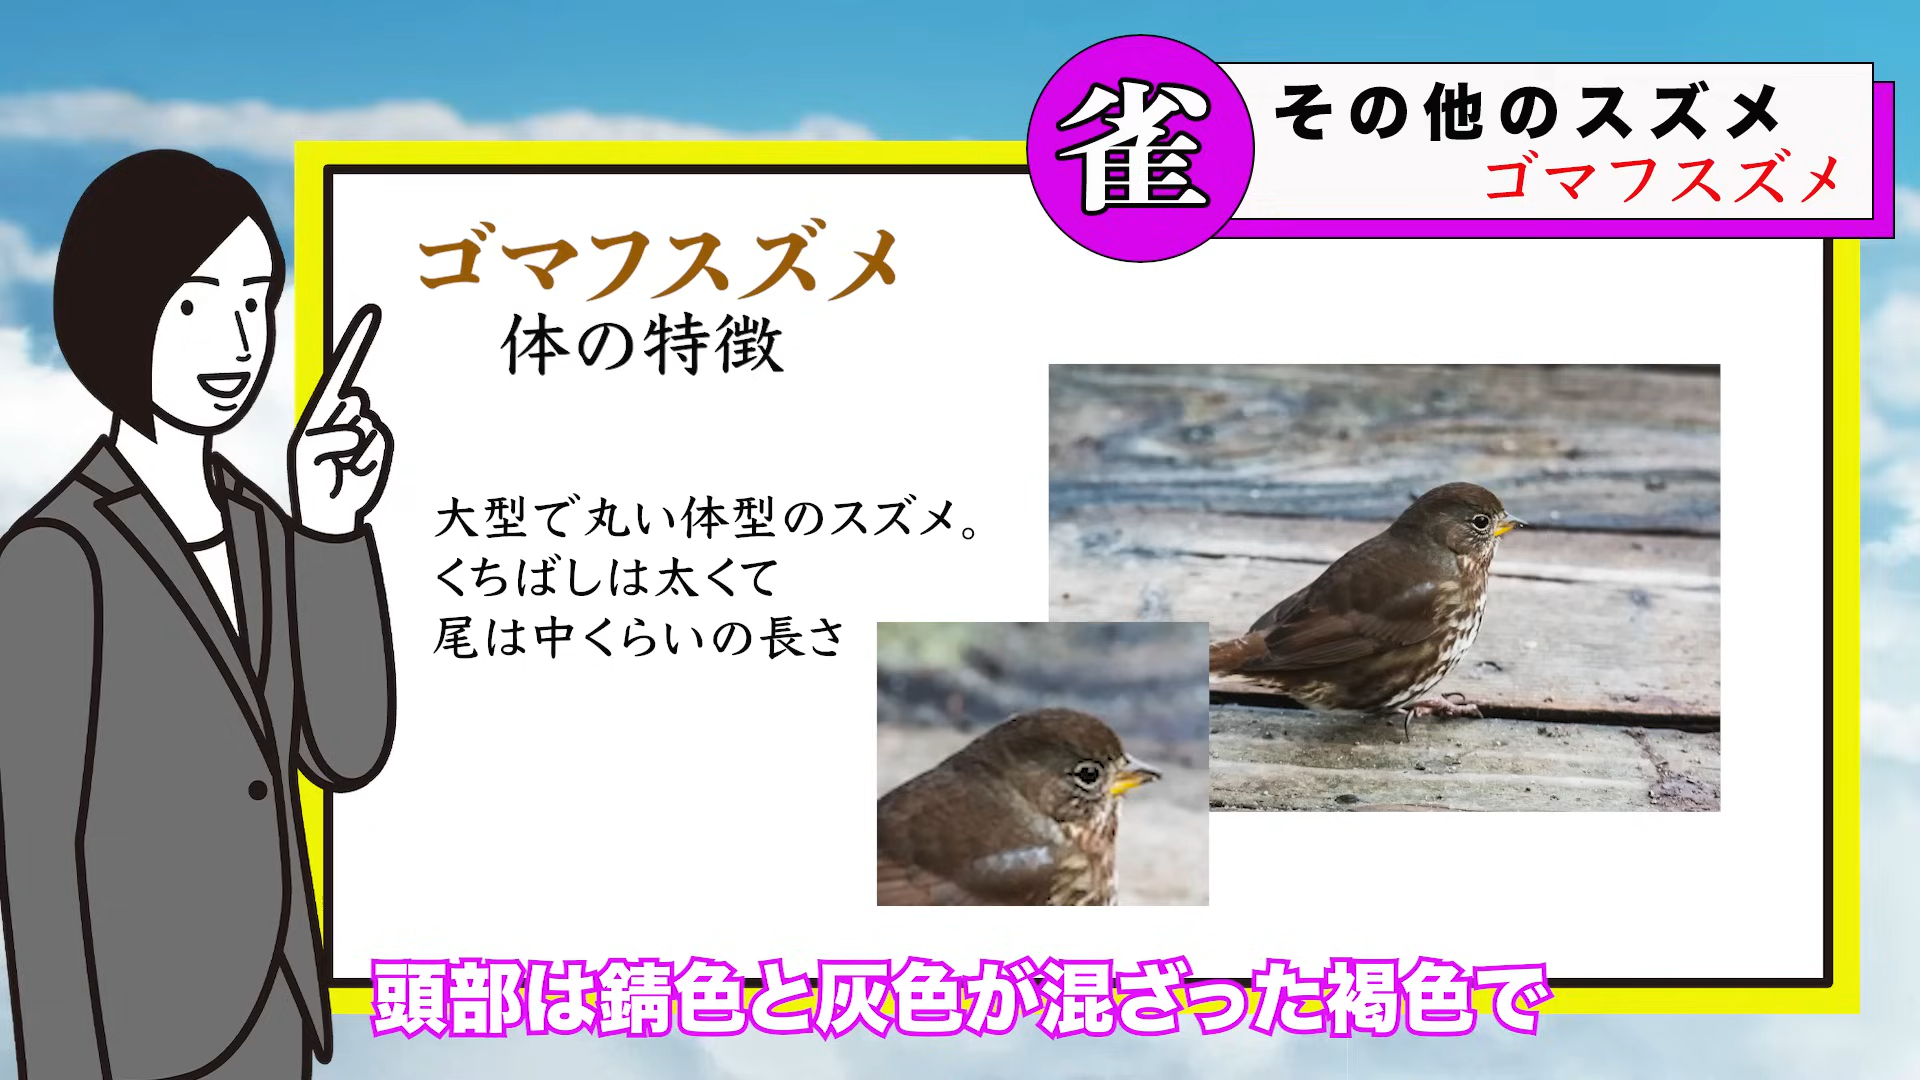 雀
その他のスズメ
ゴマフスズメ
ゴマフスズメ
体の特徴
大型で丸い体型のスズメ。
くちばしは太くて
尾は中くらいの長さ
頭部は錆色と灰色が混ざった褐色で